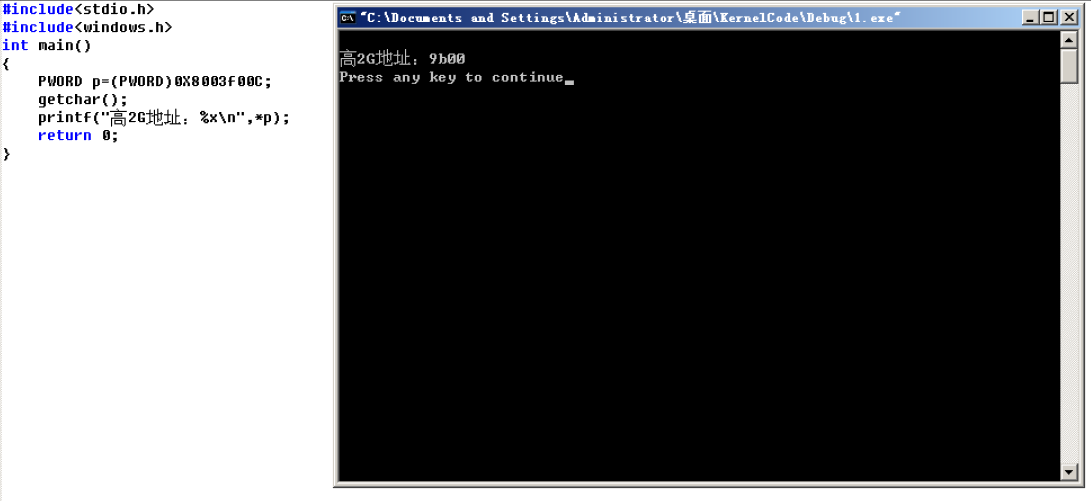 #include<stdio.h>
#include<windows.h>
int main()
{
    PWORD p=(PWORD)0X8003f00C;
    getchar();
    printf("高2G地址：%x\n",*p);
    return 0;
}
"C:\Documents and Settings\Administrator\桌面\KernelCode\Debug\1.exe"
高2G地址：9b00
Press any key to continue_